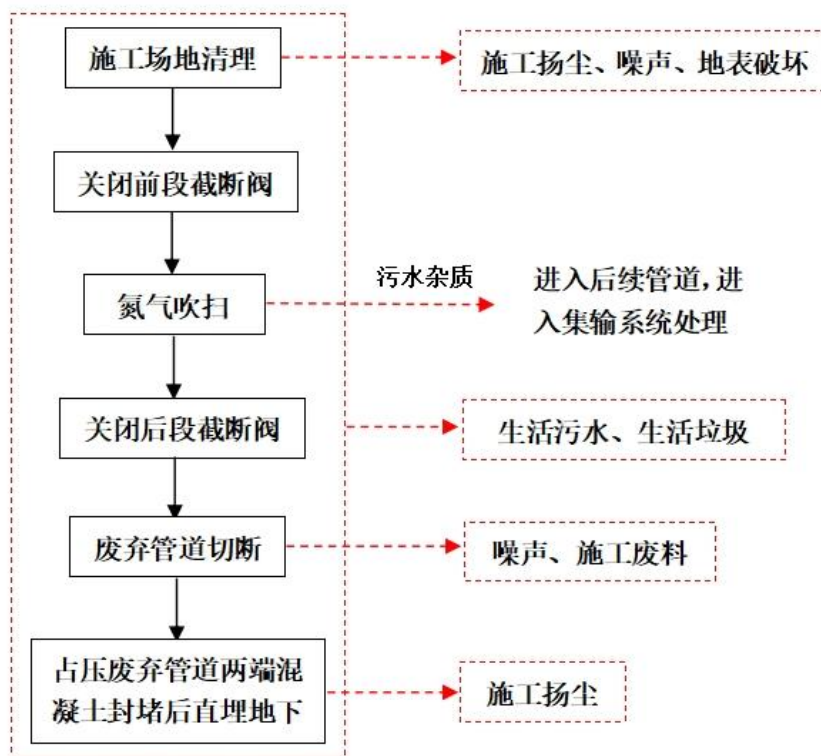 施工场地清理
施工扬尘、噪声、地表破坏
关闭前段截断阀
污水杂质
氮气吹扫
进入后续管道,进
入集输系统处理
关闭后段截断阀
生活污水、生活垃圾
废弃管道切断
噪声、施工废料
占压废弃管道两端混
凝土封堵后直埋地下
施工扬尘